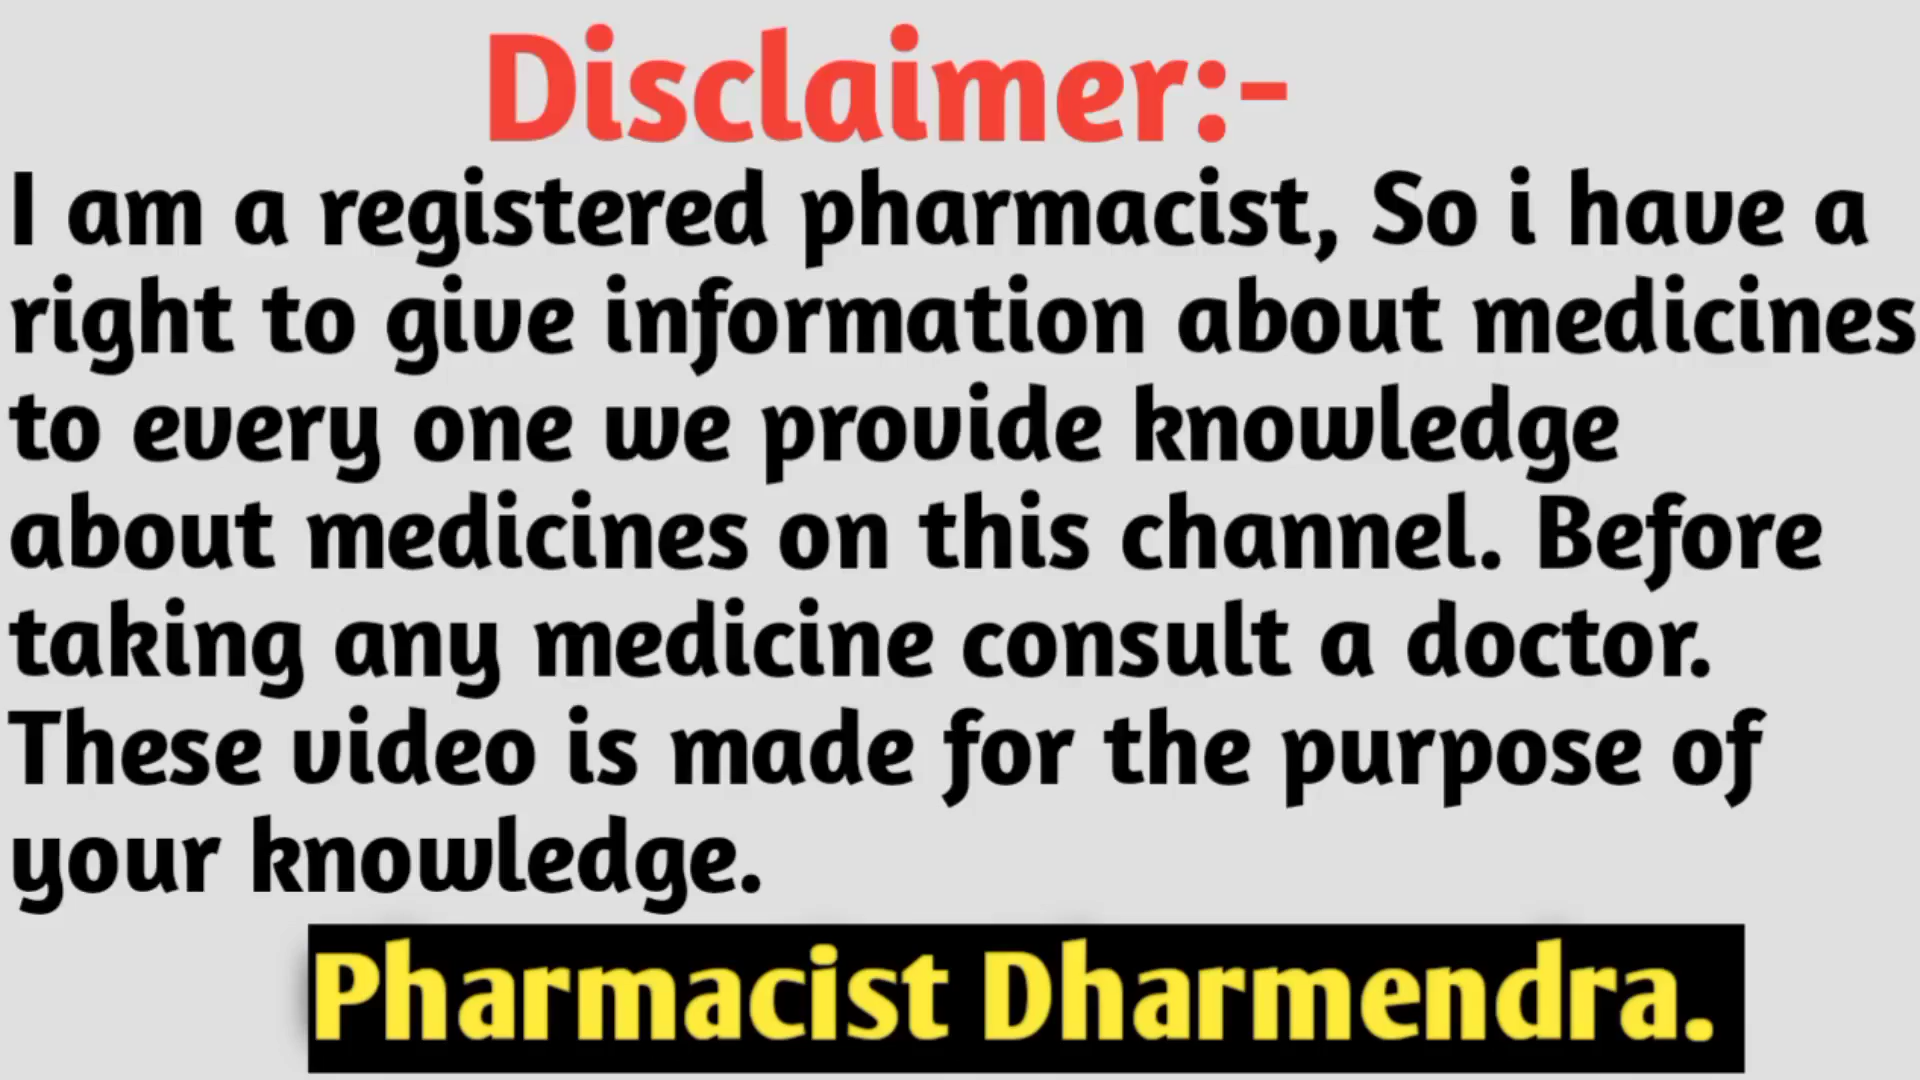 Disclaimer:-
I am a registered pharmacist, So i have a
right to give information about medicines
to every one we provide knowledge
about medicines on this channel. Before
taking any medicine consult a doctor.
These video is made for the purpose of
your knowledge.
Pharmacist Dharmendra.